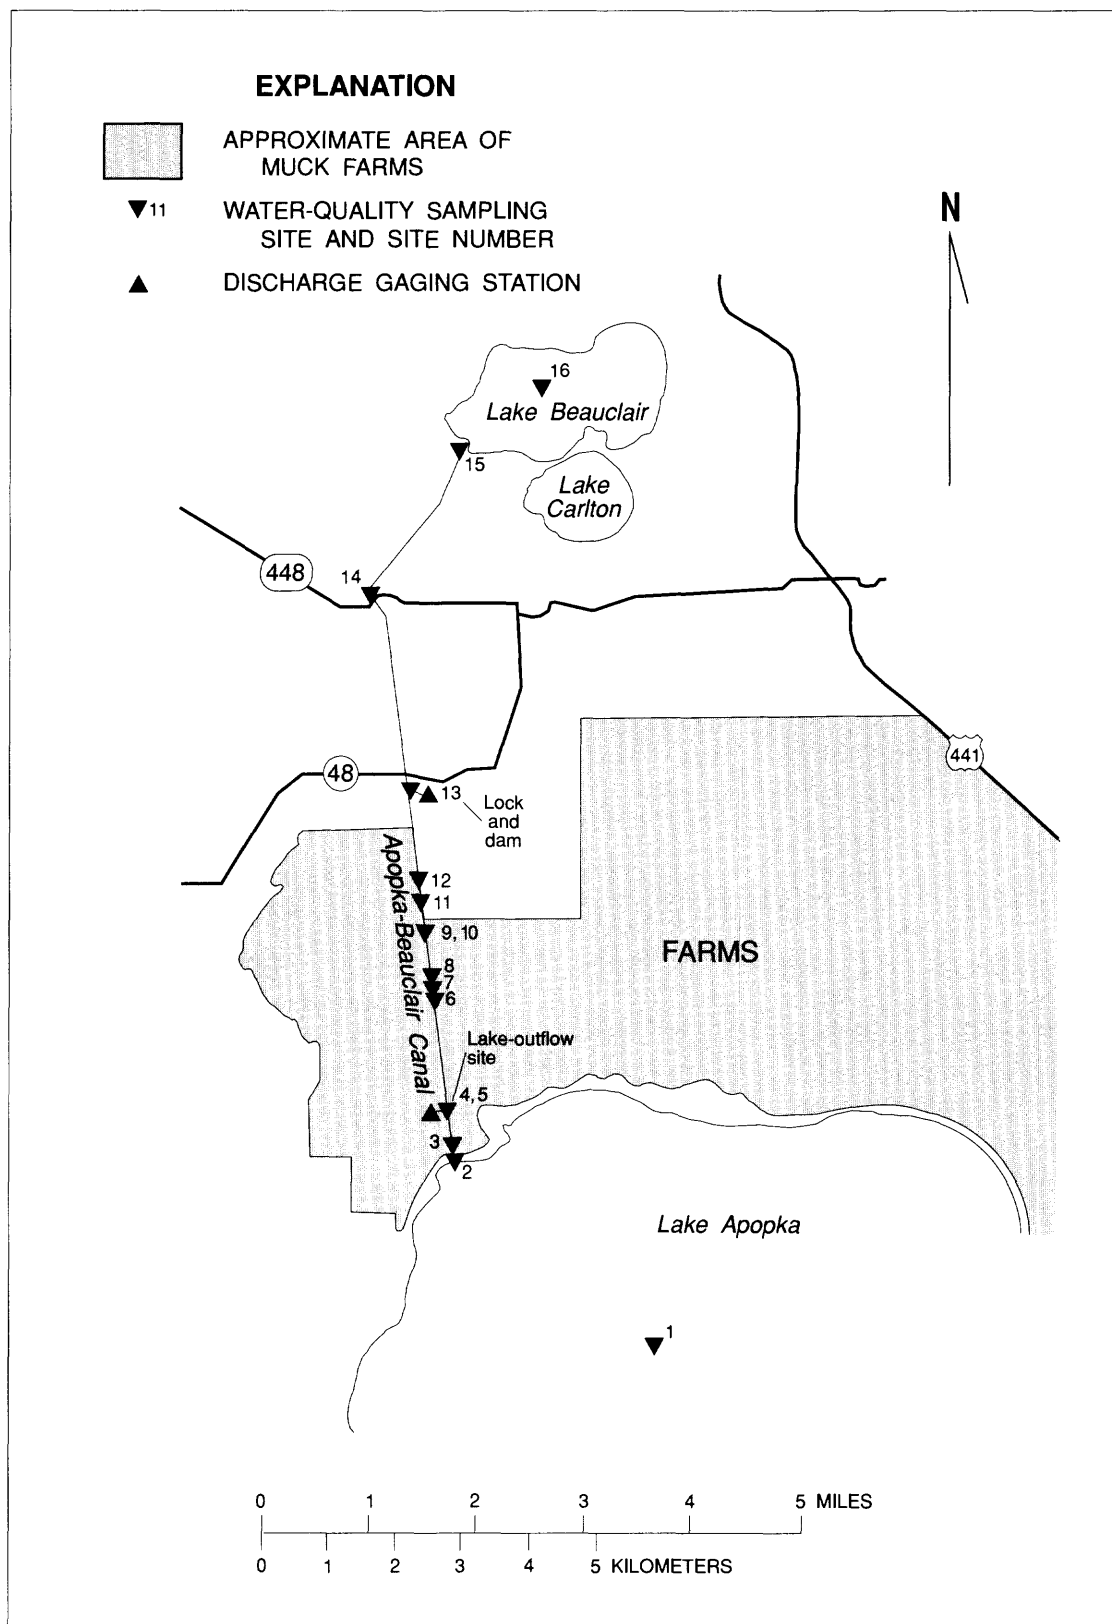 EXPLANATION
APPROXIMATE AREA OF
MUCK FARMS
11 WATER-QUALITY SAMPLING
SITE AND SITE NUMBER
DISCHARGE GAGING STATION
N
16
Lake Beauclair
15
Lake
Carlton
448
14
441
48
13
Lock
and
dam
Apopka-Beauclair Canal
12
11
9, 10
FARMS
8
7
6
Lake-outflow
site
4, 5
3
2
Lake Apopka
1
0 1 2 3 4 5 MILES
0 1 2 3 4 5 KILOMETERS